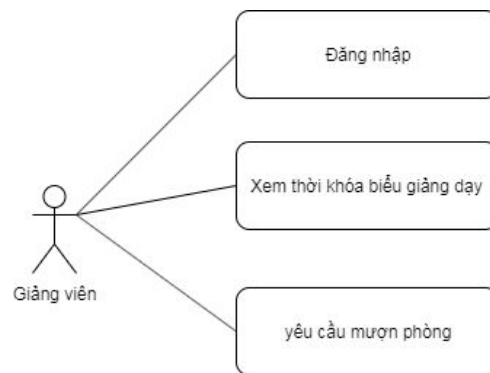 Đăng nhập
Xem thời khóa biểu giảng dạy
Giảng viên
yêu cầu mượn phòng